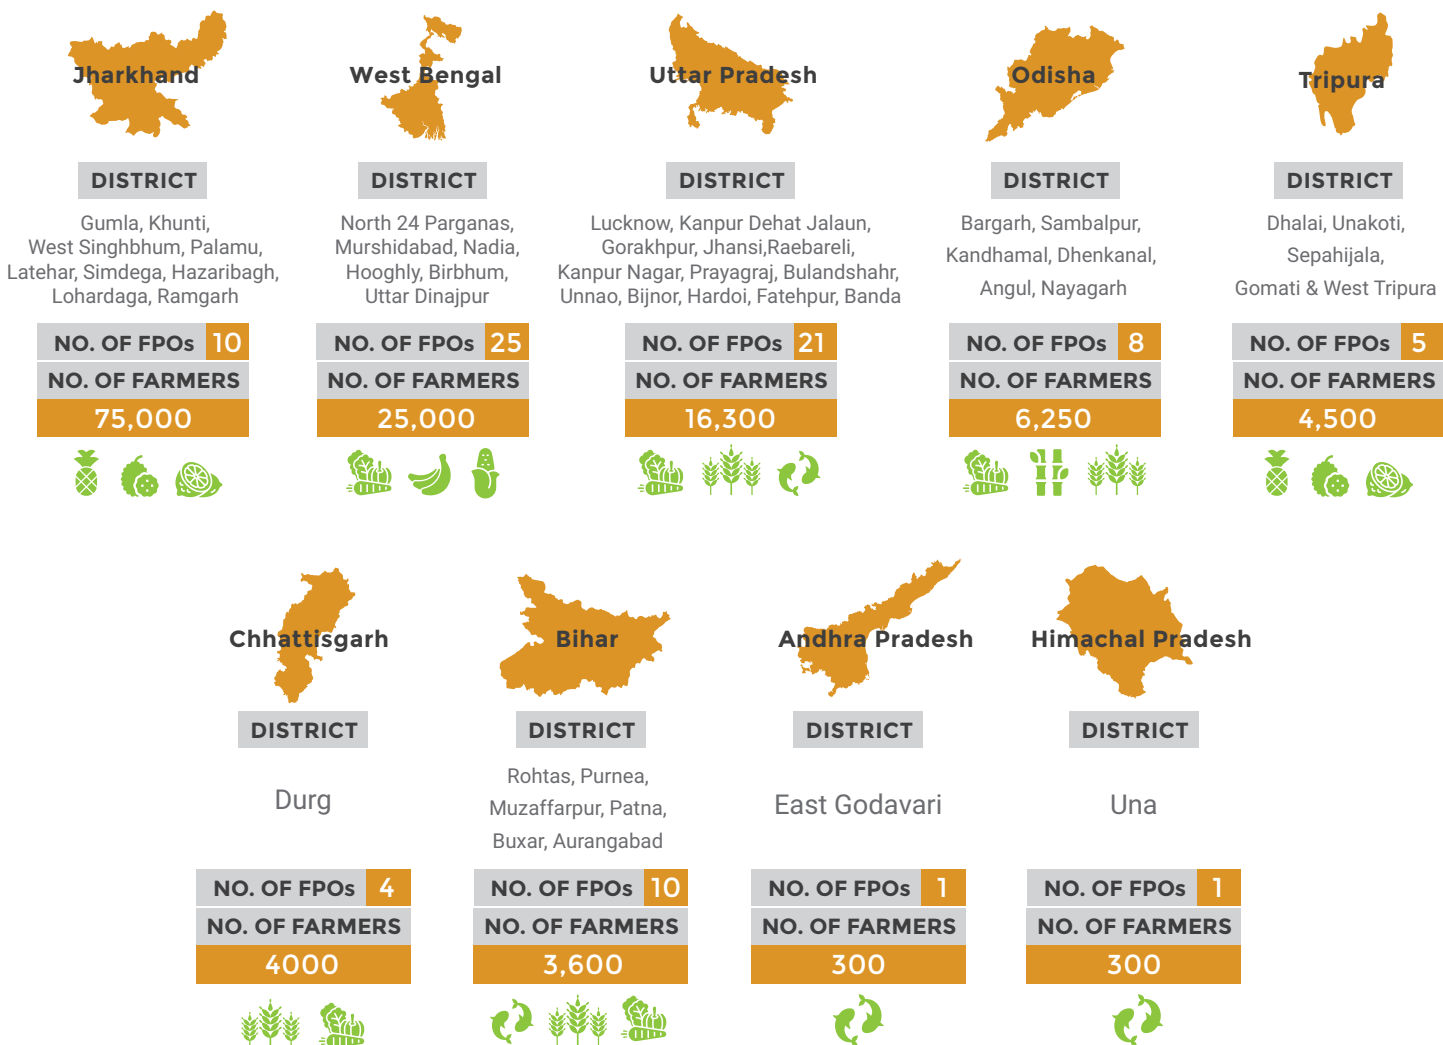 Jharkhand
DISTRICT
Gumla, Khunti,
West Singhbhum, Palamu,
Latehar, Simdega, Hazaribagh,
Lohardaga, Ramgarh
NO. OF FPOs 10
NO. OF FARMERS
75,000
West Bengal
DISTRICT
North 24 Parganas,
Murshidabad, Nadia,
Hooghly, Birbhum,
Uttar Dinajpur
NO. OF FPOs 25
NO. OF FARMERS
25,000
Uttar Pradesh
DISTRICT
Lucknow, Kanpur Dehat Jalaun,
Gorakhpur, Jhansi,Raebareli,
Kanpur Nagar, Prayagraj, Bulandshahr,
Unnao, Bijnor, Hardoi, Fatehpur, Banda
NO. OF FPOs 21
NO. OF FARMERS
16,300
Odisha
DISTRICT
Bargarh, Sambalpur,
Kandhamal, Dhenkanal,
Angul, Nayagarh
NO. OF FPOs 8
NO. OF FARMERS
6,250
Tripura
DISTRICT
Dhalai, Unakoti,
Sepahijala,
Gomati & West Tripura
NO. OF FPOs 5
NO. OF FARMERS
4,500
Chhattisgarh
DISTRICT
Durg
NO. OF FPOs 4
NO. OF FARMERS
4000
Bihar
DISTRICT
Rohtas, Purnea,
Muzaffarpur, Patna,
Buxar, Aurangabad
NO. OF FPOs 10
NO. OF FARMERS
3,600
Andhra Pradesh
DISTRICT
East Godavari
NO. OF FPOs 1
NO. OF FARMERS
300
Himachal Pradesh
DISTRICT
Una
NO. OF FPOs 1
NO. OF FARMERS
300